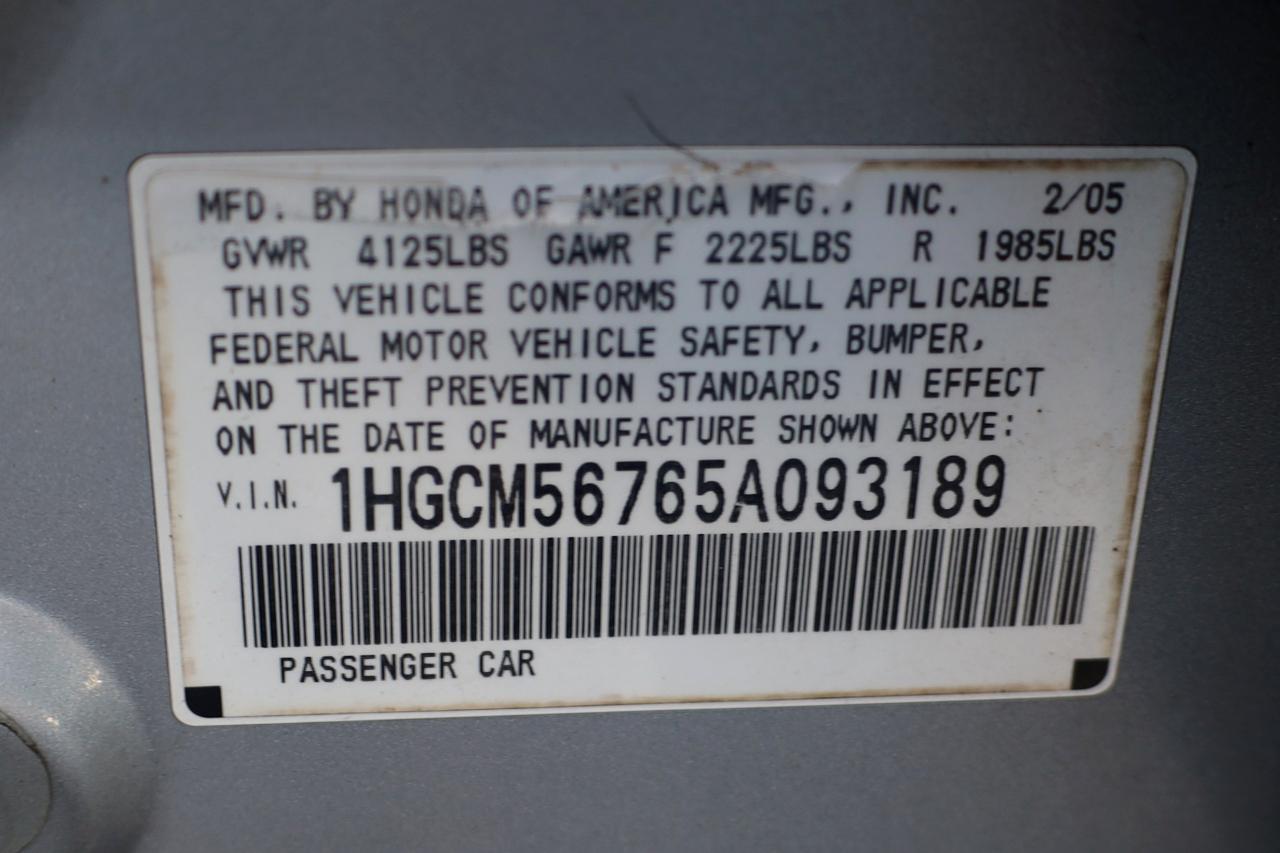 MFD. BY HONDA OF AMERICA MFG., INC. 2/05
GVWR 4125LBS GAWR F 2225LBS R 1985LBS
THIS VEHICLE CONFORMS TO ALL APPLICABLE
FEDERAL MOTOR VEHICLE SAFETY, BUMPER,
AND THEFT PREVENTION STANDARDS IN EFFECT
ON THE DATE OF MANUFACTURE SHOWN ABOVE:
V.I.N. 1HGCM56765A093189
PASSENGER CAR